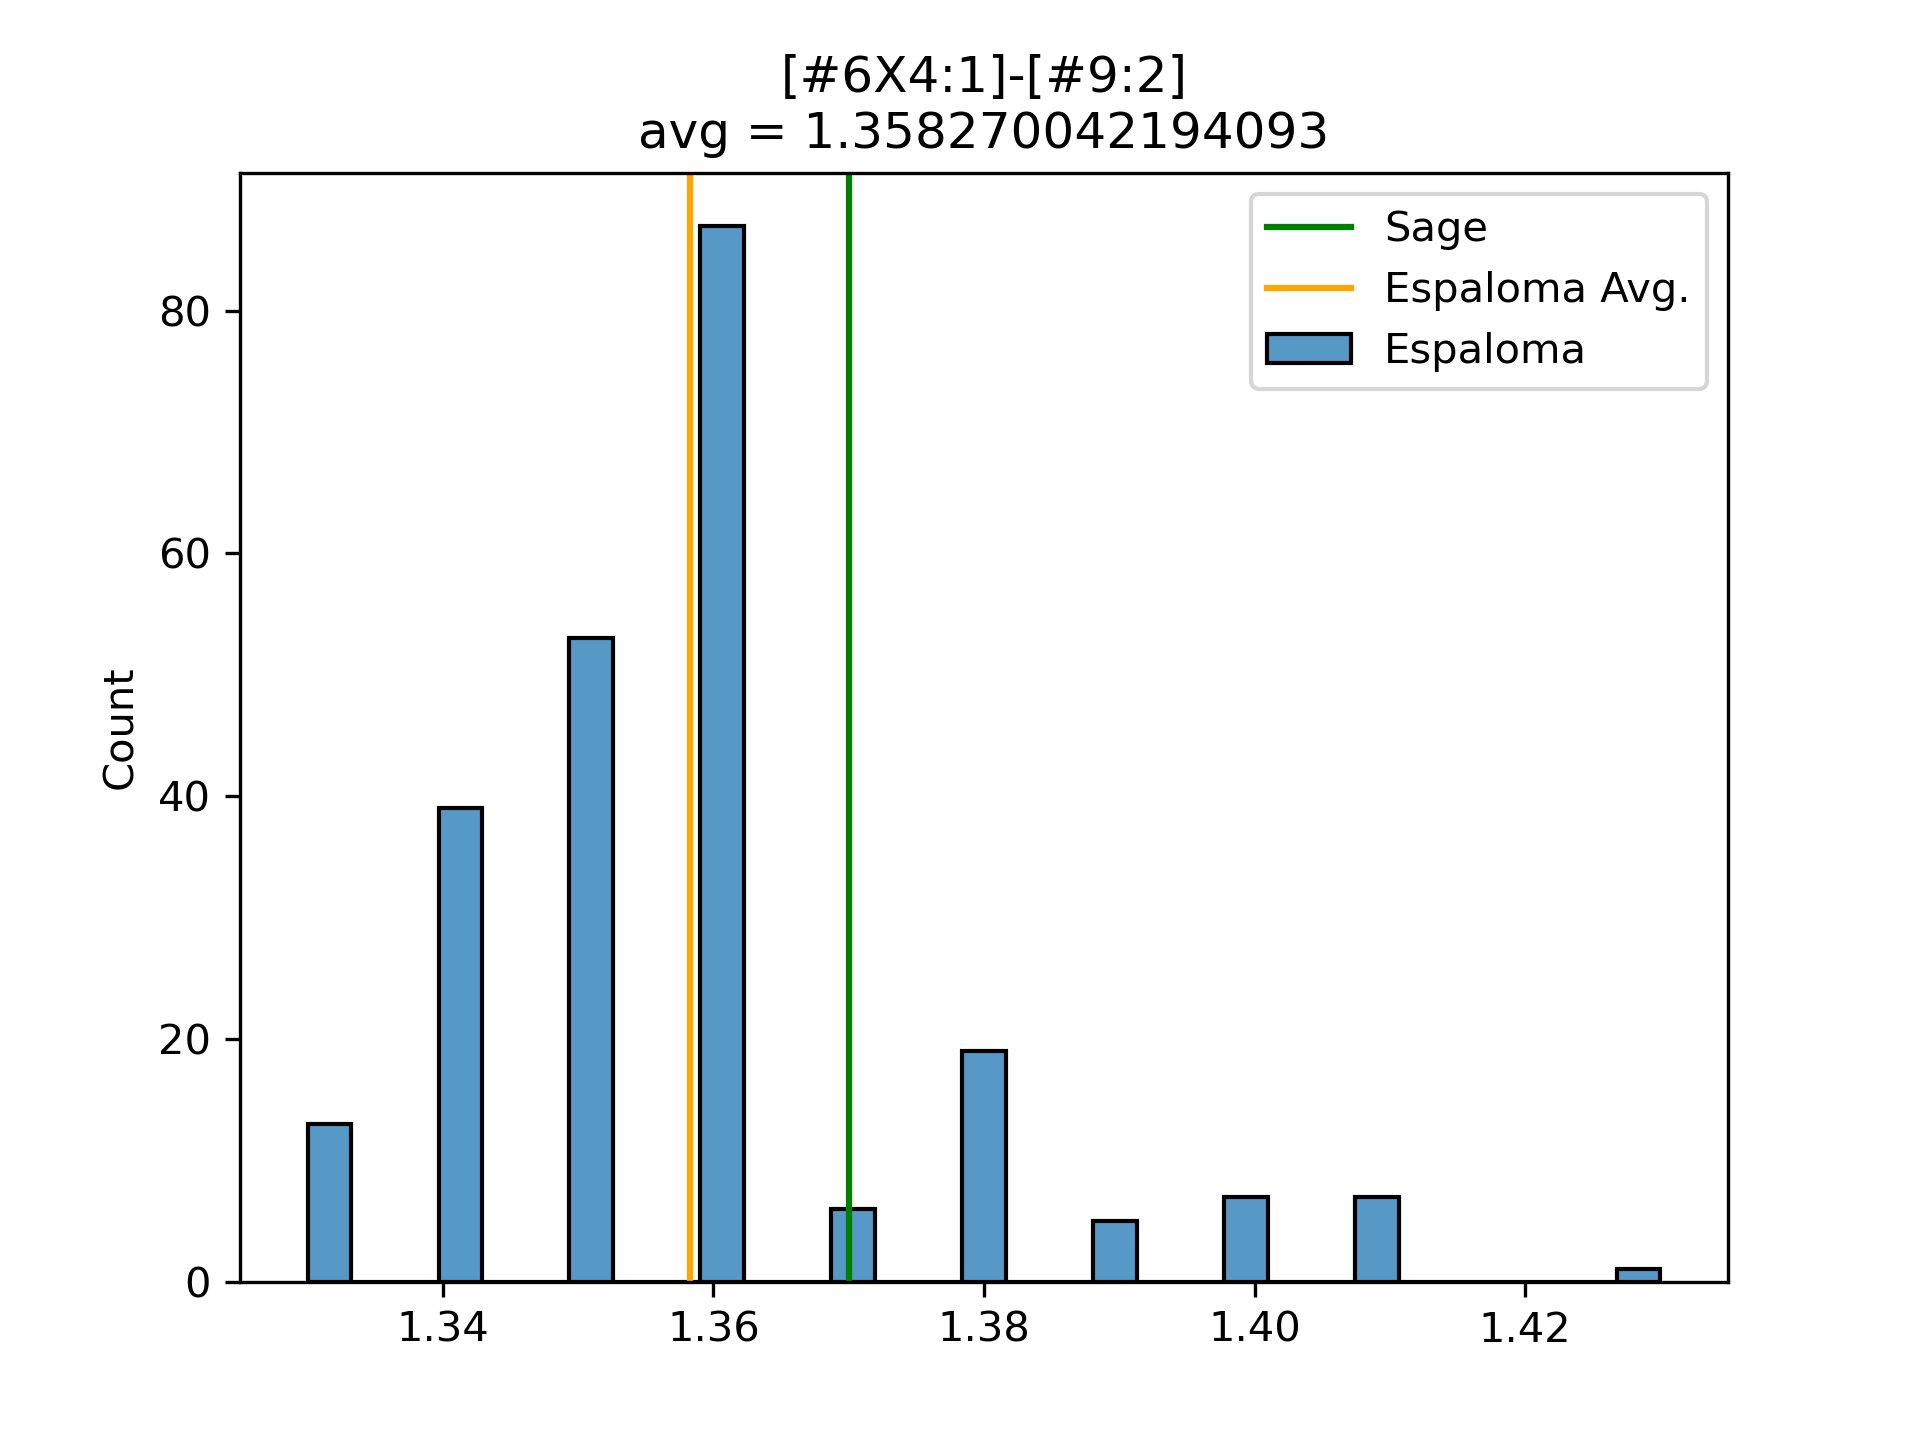 [#6X4:1]-[#9:2]
avg = 1.358270042194093
Sage
Espaloma Avg.
Espaloma
Count
80
60
40
20
0
1.34
1.36
1.38
1.40
1.42